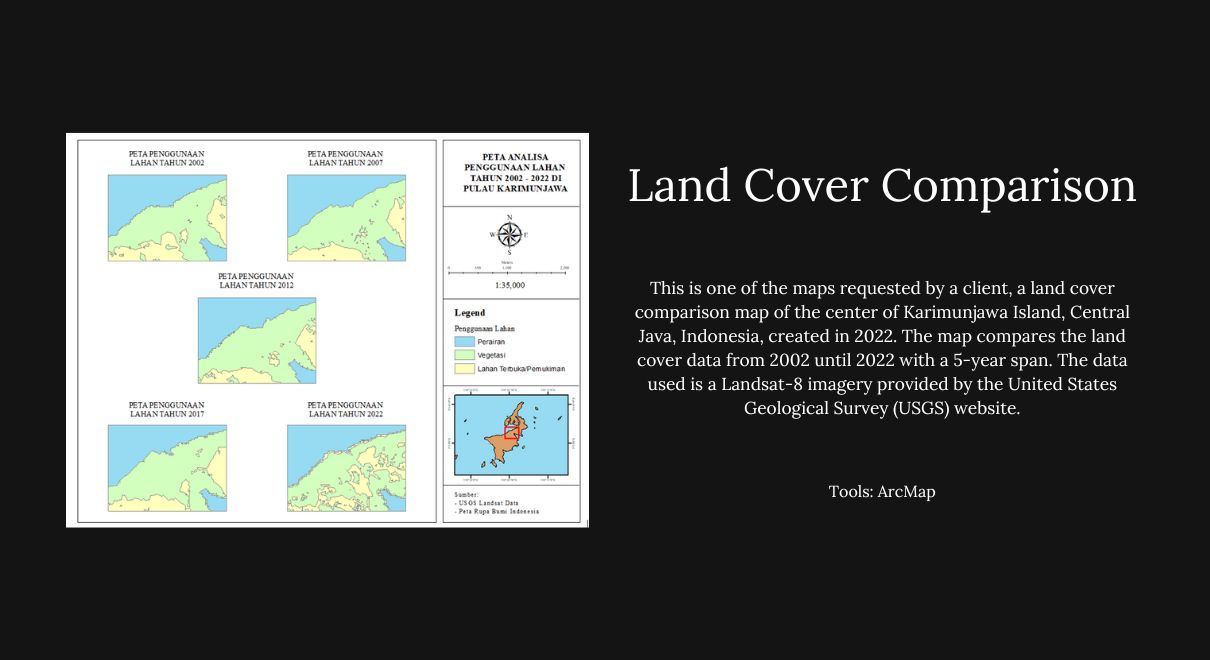 PETA PENGGUNAAN
LAHAN TAHUN 2002
PETA PENGGUNAAN
LAHAN TAHUN 2007
PETA PENGGUNAAN
LAHAN TAHUN 2012
PETA PENGGUNAAN
LAHAN TAHUN 2017
PETA PENGGUNAAN
LAHAN TAHUN 2022
PETA ANALISA
PENGGUNAAN LAHAN
TAHUN 2002 - 2022 DI
PULAU KARIMUNJAWA
N
W E
S
Meters
0 500 1,000 2,000
1:35,000
Legend
Penggunaan Lahan
Perairan
Vegetasi
Lahan Terbuka/Pemukiman
Sumber:
- USGS Landsat Data
- Peta Rupa Bumi Indonesia
Land Cover Comparison
This is one of the maps requested by a client, a land cover
comparison map of the center of Karimunjawa Island, Central
Java, Indonesia, created in 2022. The map compares the land
cover data from 2002 until 2022 with a 5-year span. The data
used is a Landsat-8 imagery provided by the United States
Geological Survey (USGS) website.
Tools: ArcMap